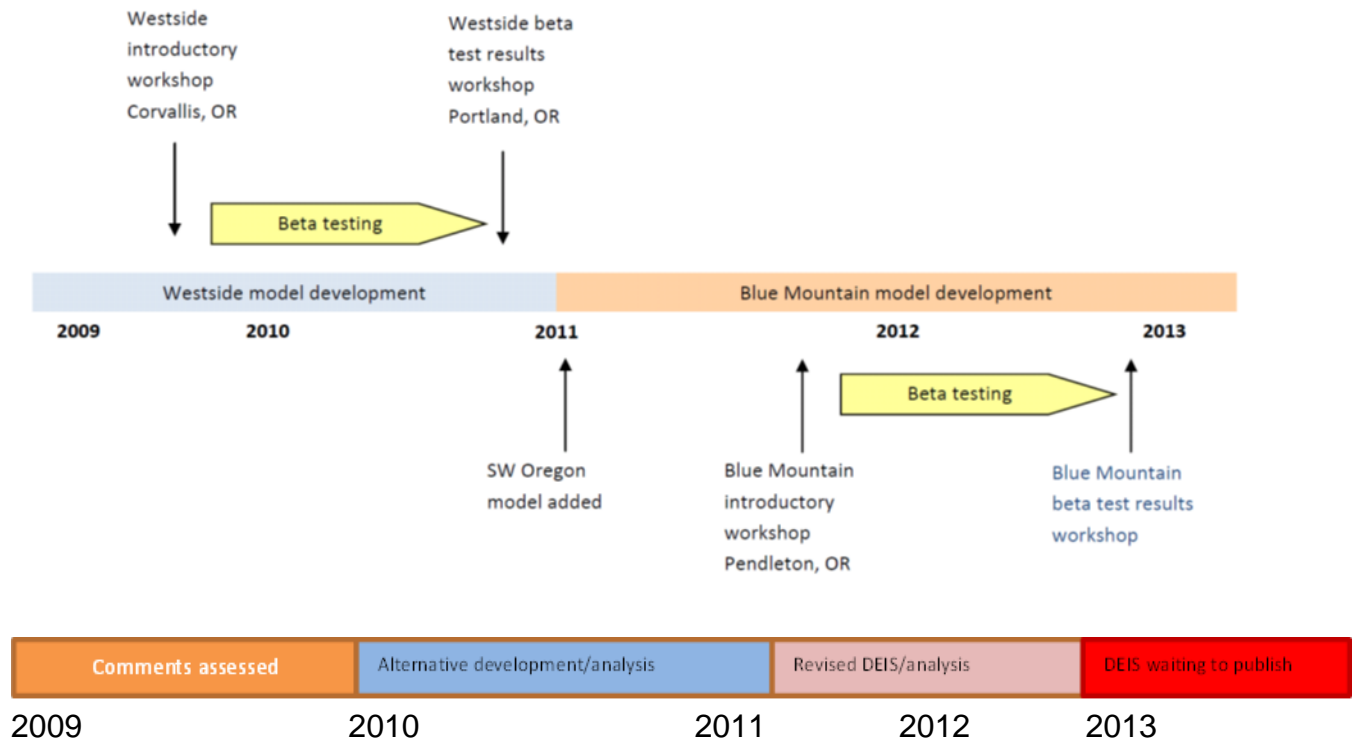 Westside
introductory
workshop
Corvallis, OR
Westside beta
test results
workshop
Portland, OR
Beta testing
Westside model development
Blue Mountain model development
2009 2010 2011 2012 2013
Beta testing
SW Oregon
model added
Blue Mountain
introductory
workshop
Pendleton, OR
Blue Mountain
beta test results
workshop
Comments assessed
Alternative development/analysis
Revised DEIS/analysis
DEIS waiting to publish
2009 2010 2011 2012 2013